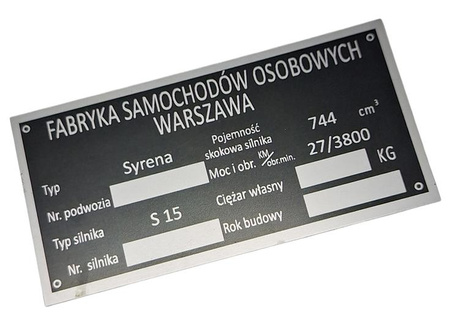 FABRYKA SAMOCHODÓW OSOBOWYCH
WARSZAWA
Typ Syrena
Nr. podwozia
Typ silnika S 15
Nr. silnika
Pojemność skokowa silnika 744 cm³
Moc i obr. KM/obr.min. 27/3800
Ciężar własny KG
Rok budowy